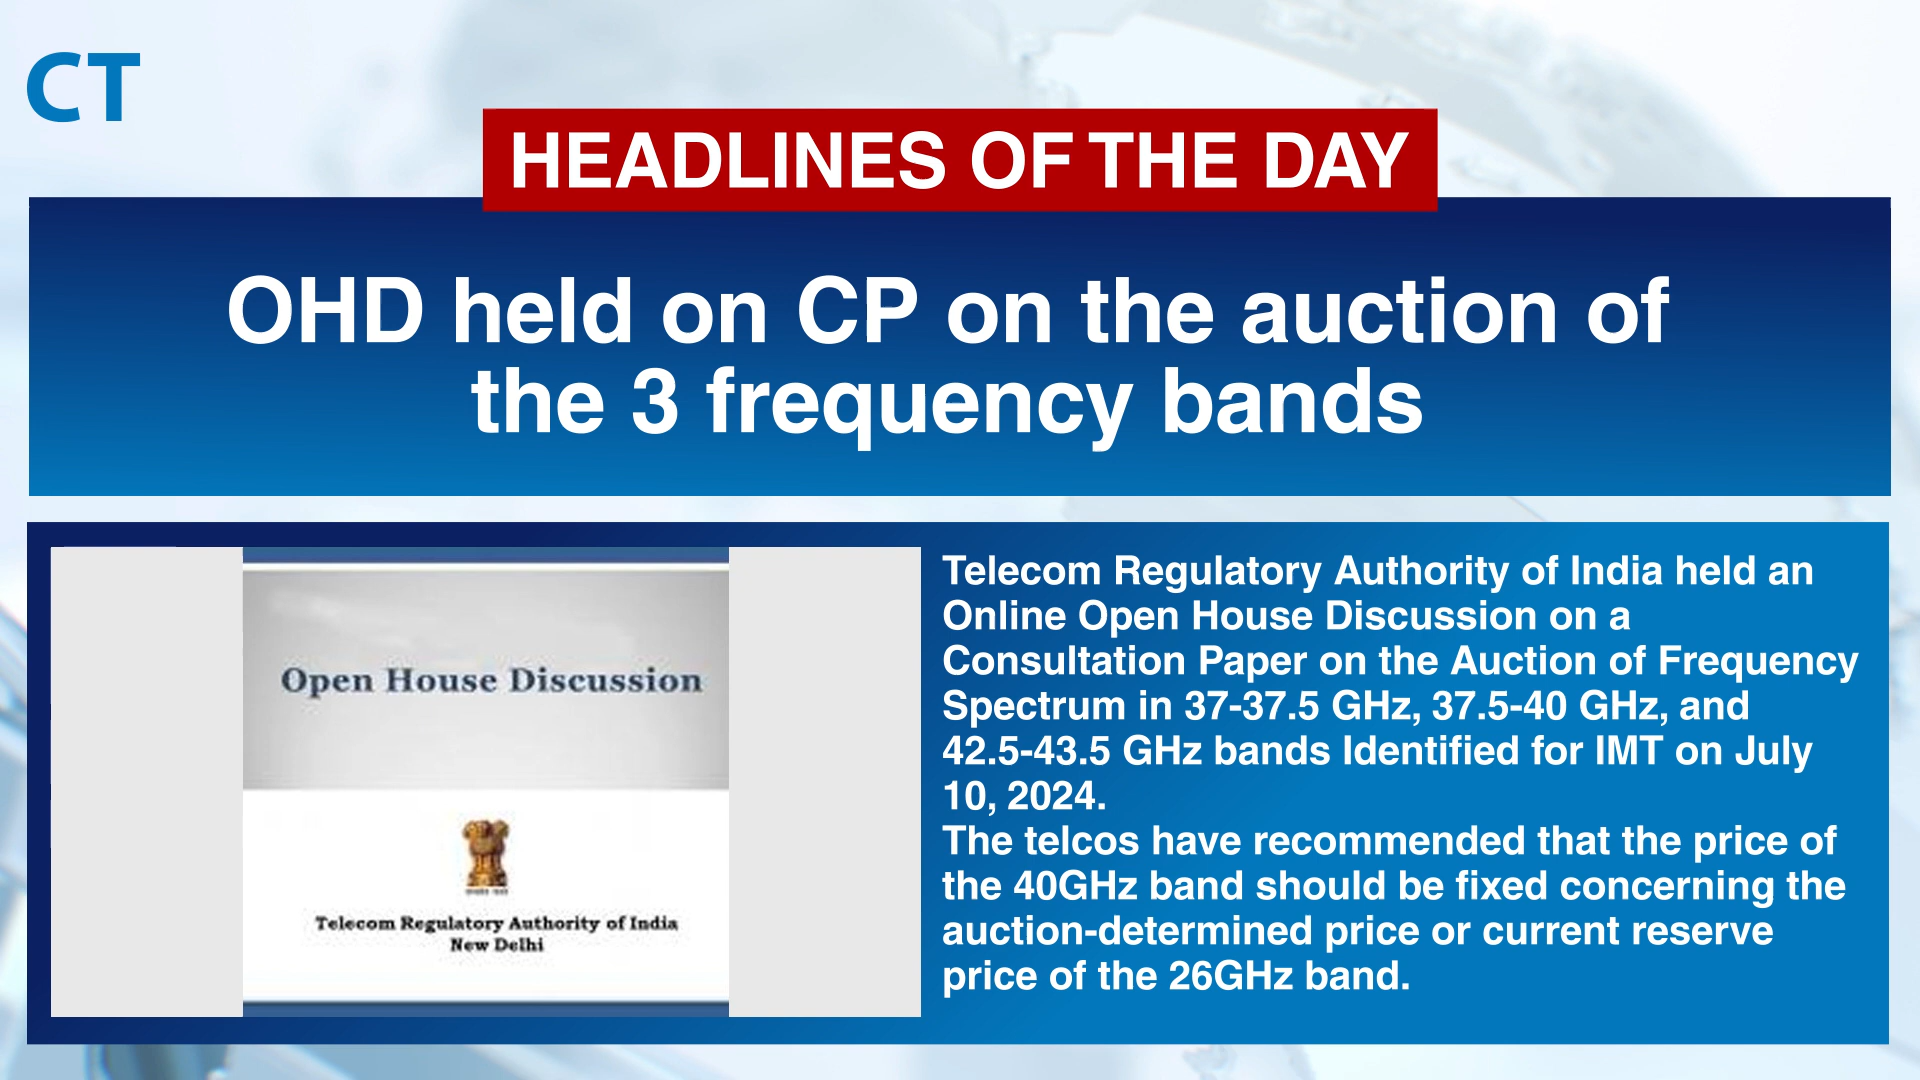 CT
HEADLINES OF THE DAY
OHD held on CP on the auction of
the 3 frequency bands
Open House Discussion
Telecom Regulatory Authority of India
New Delhi
Telecom Regulatory Authority of India held an
Online Open House Discussion on a
Consultation Paper on the Auction of Frequency
Spectrum in 37-37.5 GHz, 37.5-40 GHz, and
42.5-43.5 GHz bands Identified for IMT on July
10, 2024.
The telcos have recommended that the price of
the 40GHz band should be fixed concerning the
auction-determined price or current reserve
price of the 26GHz band.